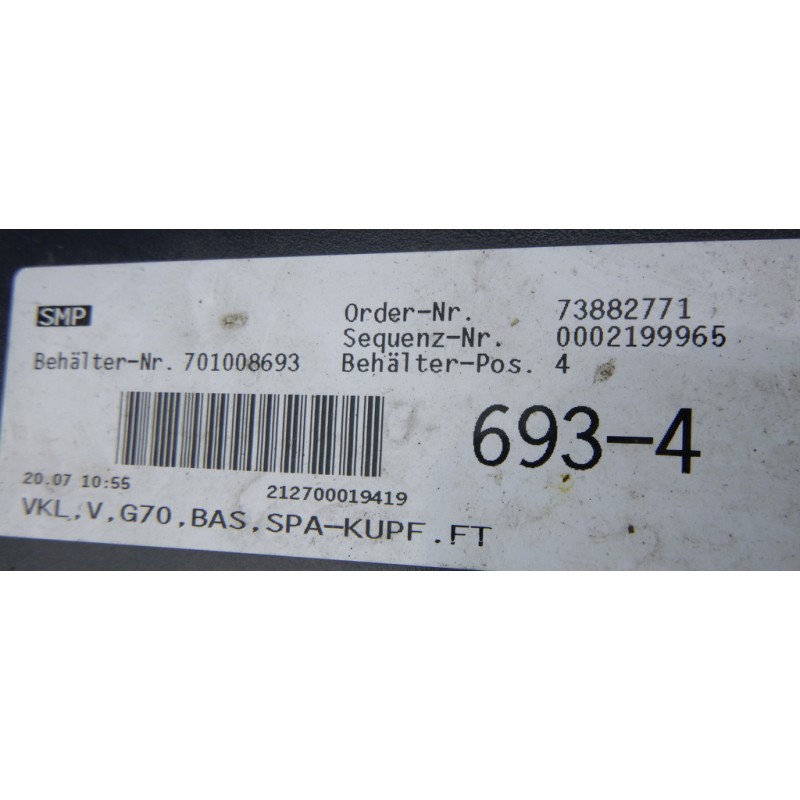 SMP
Order-Nr. 73882771
Sequenz-Nr. 0002199965
Behälter-Nr. 701008693 Behälter-Pos. 4
693-4
20.07 10:55
212700019419
VKL,V,G70,BAS,SPA-KUPF.FT